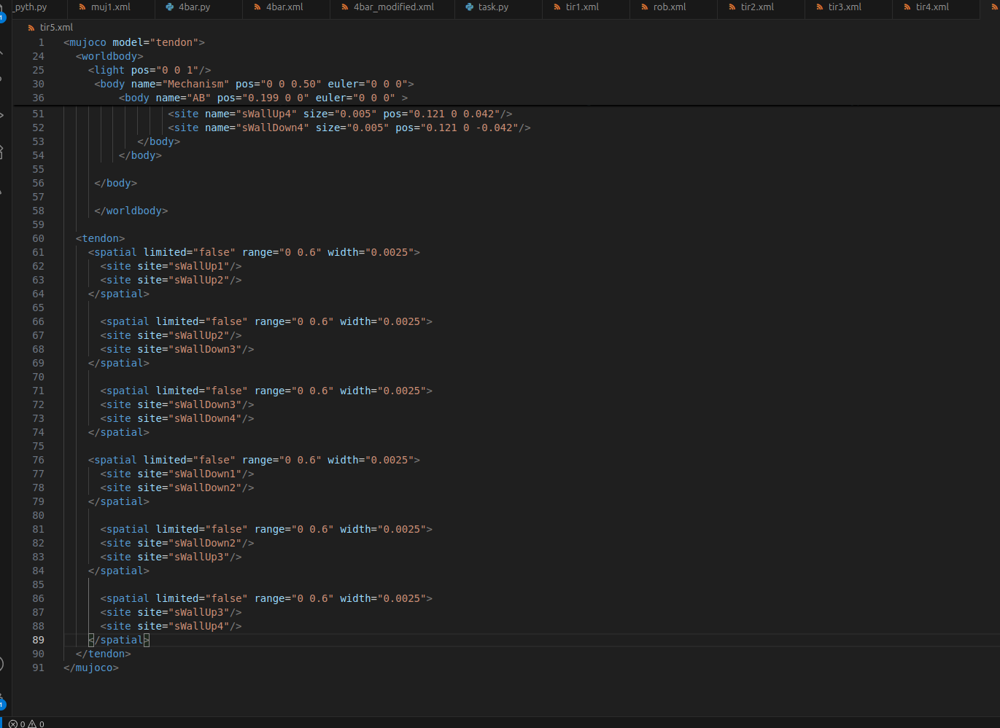 _pyth.py muj1.xml 4bar.py 4bar.xml 4bar_modified.xml task.py tir1.xml rob.xml tir2.xml tir3.xml tir4.xml
tir5.xml
1 <mujoco model="tendon">
24 <worldbody>
25 <light pos="0 0 1"/>
30 <body name="Mechanism" pos="0 0 0.50" euler="0 0 0">
36 <body name="AB" pos="0.199 0 0" euler="0 0 0" >
51 <site name="sWallUp4" size="0.005" pos="0.121 0 0.042"/>
52 <site name="sWallDown4" size="0.005" pos="0.121 0 -0.042"/>
53 </body>
54 </body>
55
56 </body>
57
58 </worldbody>
59
60 <tendon>
61 <spatial limited="false" range="0 0.6" width="0.0025">
62 <site site="sWallUp1"/>
63 <site site="sWallUp2"/>
64 </spatial>
65
66 <spatial limited="false" range="0 0.6" width="0.0025">
67 <site site="sWallUp2"/>
68 <site site="sWallDown3"/>
69 </spatial>
70
71 <spatial limited="false" range="0 0.6" width="0.0025">
72 <site site="sWallDown3"/>
73 <site site="sWallDown4"/>
74 </spatial>
75
76 <spatial limited="false" range="0 0.6" width="0.0025">
77 <site site="sWallDown1"/>
78 <site site="sWallDown2"/>
79 </spatial>
80
81 <spatial limited="false" range="0 0.6" width="0.0025">
82 <site site="sWallDown2"/>
83 <site site="sWallUp3"/>
84 </spatial>
85
86 <spatial limited="false" range="0 0.6" width="0.0025">
87 <site site="sWallUp3"/>
88 <site site="sWallUp4"/>
89 </spatial>
90 </tendon>
91 </mujoco>
0 0